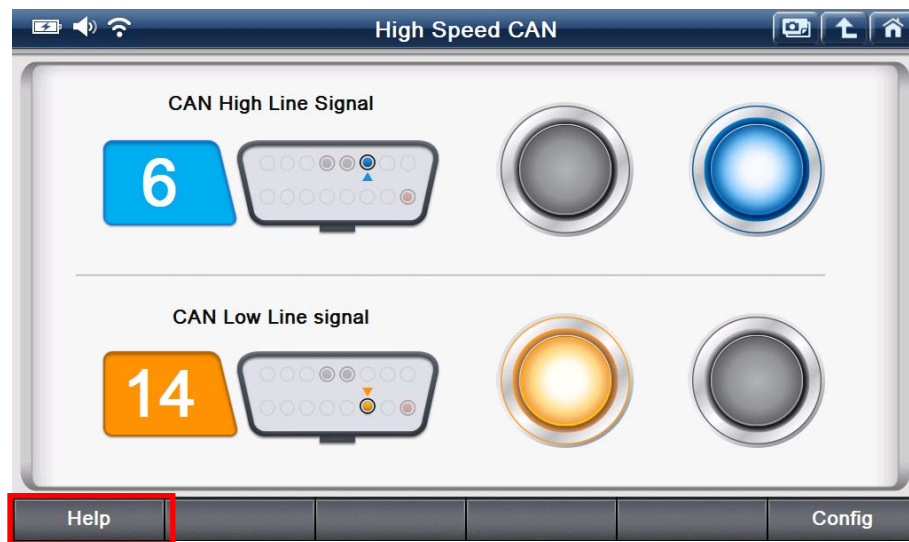 High Speed CAN
CAN High Line Signal
6
CAN Low Line signal
14
Help
Config